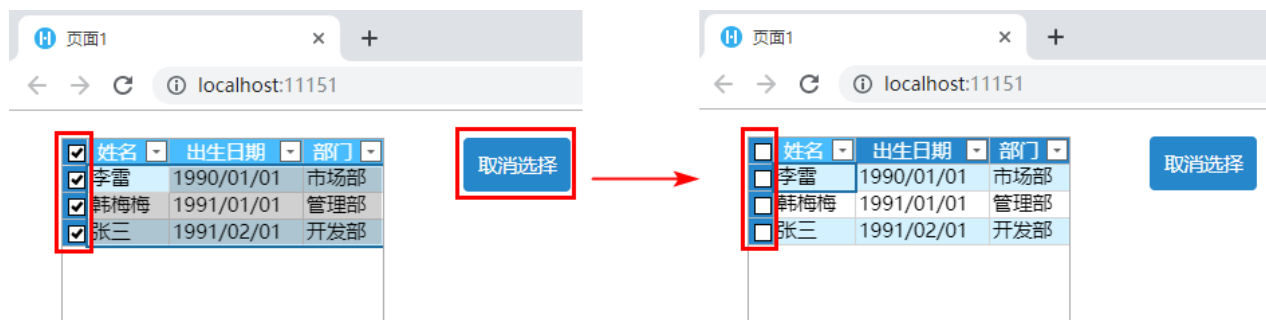 页面1
localhost:11151
姓名 出生日期 部门
李雷 1990/01/01 市场部
韩梅梅 1991/01/01 管理部
张三 1991/02/01 开发部
取消选择
页面1
localhost:11151
姓名 出生日期 部门
李雷 1990/01/01 市场部
韩梅梅 1991/01/01 管理部
张三 1991/02/01 开发部
取消选择